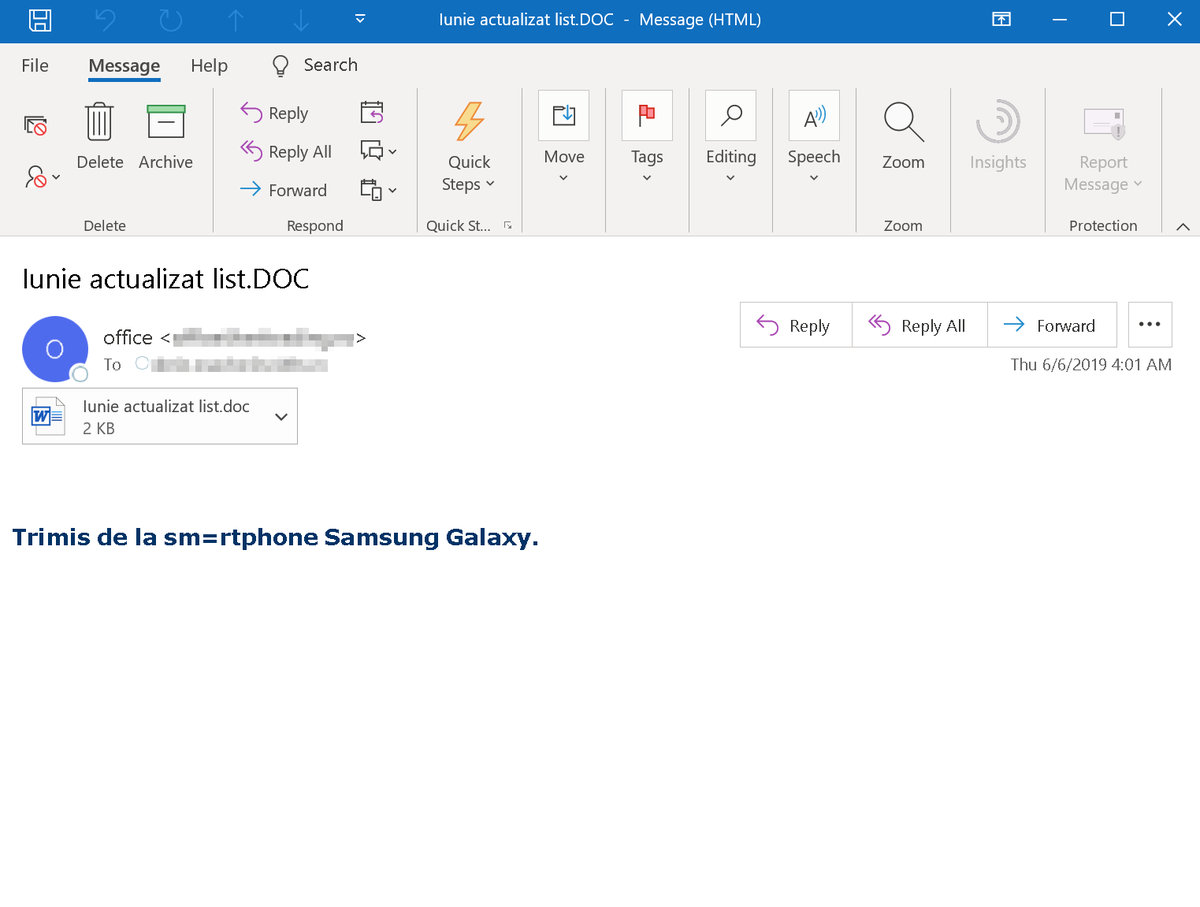 Iunie actualizat list.DOC - Message (HTML)
File Message Help Search
Delete
Archive
Reply
Reply All
Forward
Quick
Steps
Move
Tags
Editing
Speech
Zoom
Insights
Report
Message
Delete
Respond
Quick St...
Zoom
Protection
Iunie actualizat list.DOC
O
office < >
To
Reply
Reply All
Forward
Thu 6/6/2019 4:01 AM
Iunie actualizat list.doc
2 KB
Trimis de la sm=rtphone Samsung Galaxy.